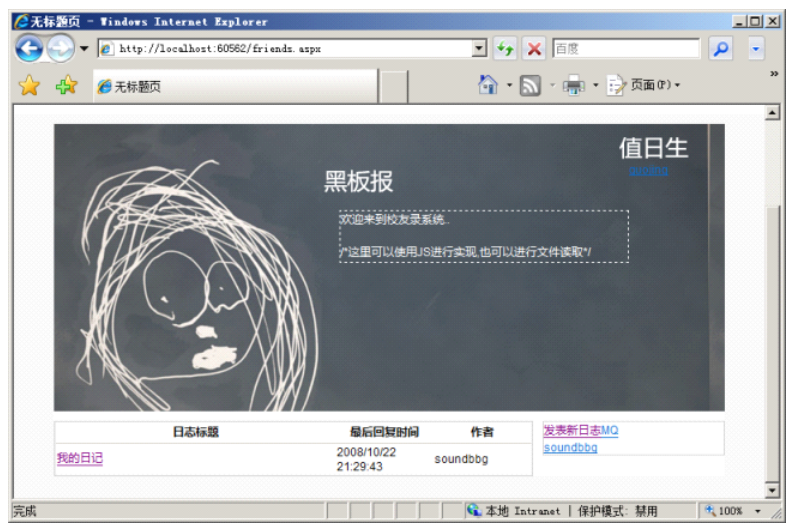 无标题页 - Windows Internet Explorer
http://localhost:60562/friends.aspx
百度
无标题页
页面(P)
值日生
黑板报
欢迎来到校友录系统..
/*这里可以使用JS进行实现,也可以进行文件读取*/
日志标题 最后回复时间 作者
我的日记 2008/10/22 21:29:43 soundbbg
发表新日志MQ
soundbbg
完成 本地 Intranet | 保护模式: 禁用 100%